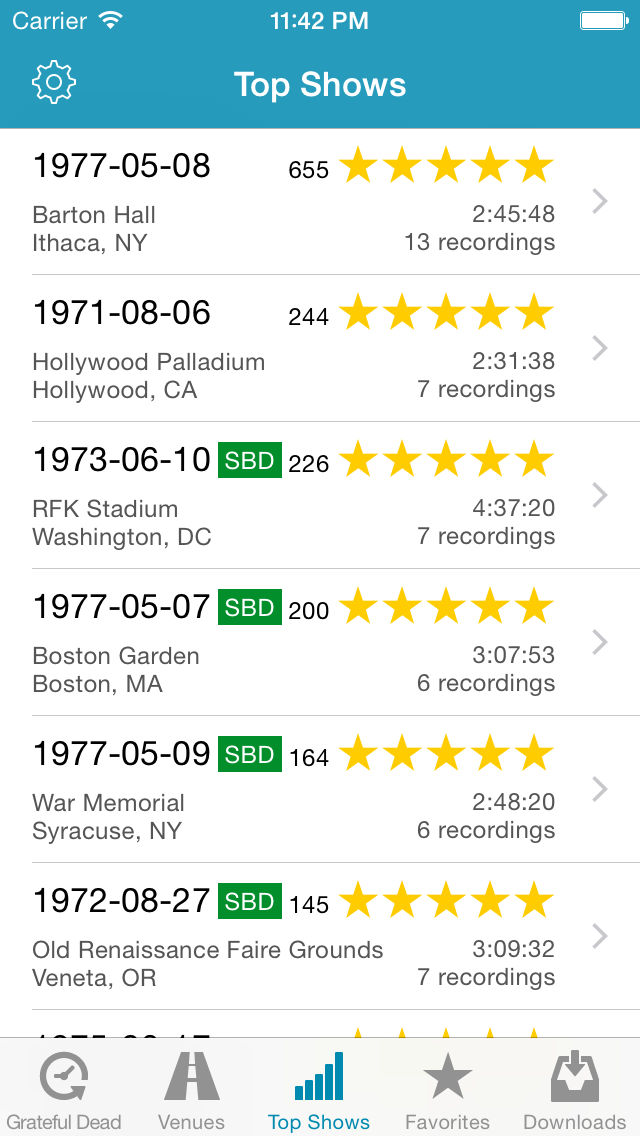 Carrier 11:42 PM
Top Shows
1977-05-08 655
Barton Hall 2:45:48
Ithaca, NY 13 recordings
1971-08-06 244
Hollywood Palladium 2:31:38
Hollywood, CA 7 recordings
1973-06-10 SBD 226
RFK Stadium 4:37:20
Washington, DC 7 recordings
1977-05-07 SBD 200
Boston Garden 3:07:53
Boston, MA 6 recordings
1977-05-09 SBD 164
War Memorial 2:48:20
Syracuse, NY 6 recordings
1972-08-27 SBD 145
Old Renaissance Faire Grounds 3:09:32
Veneta, OR 7 recordings
Grateful Dead Venues Top Shows Favorites Downloads